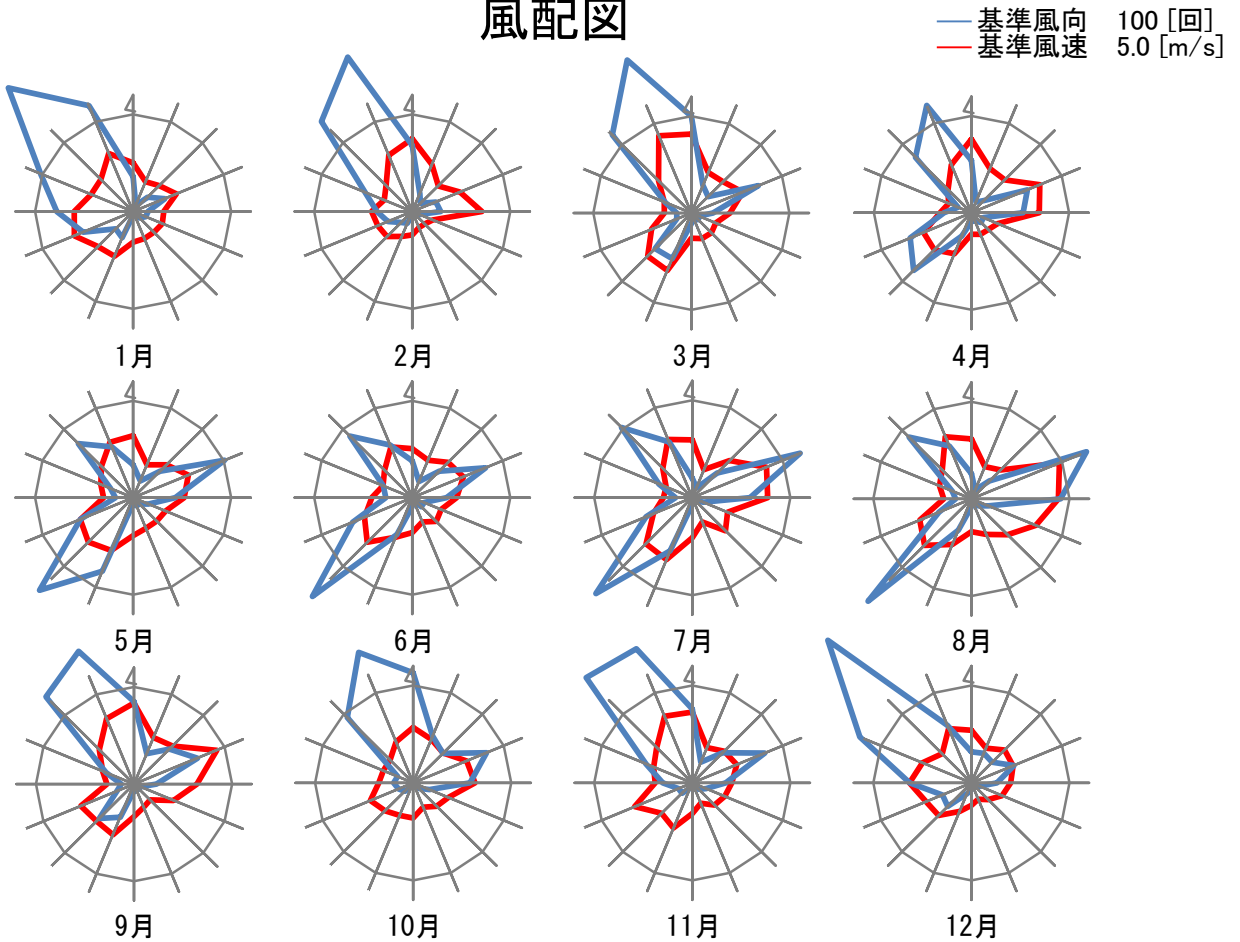 風配図
基準風向 100 [回]
基準風速 5.0 [m/s]
1月
2月
3月
4月
5月
6月
7月
8月
9月
10月
11月
12月